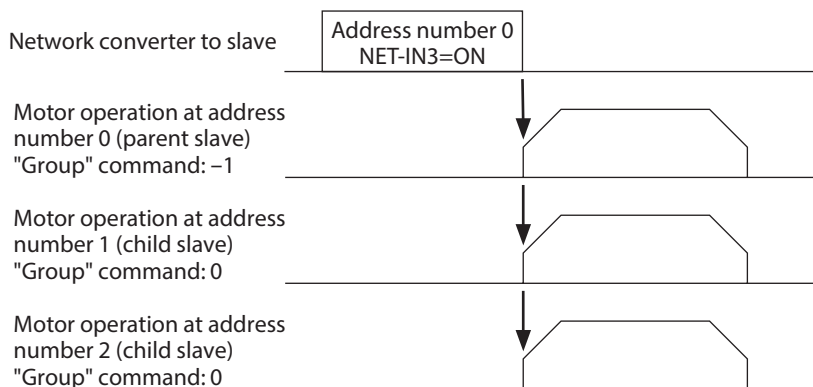 Network converter to slave
Address number 0
NET-IN3=ON
Motor operation at address
number 0 (parent slave)
"Group" command: –1
Motor operation at address
number 1 (child slave)
"Group" command: 0
Motor operation at address
number 2 (child slave)
"Group" command: 0